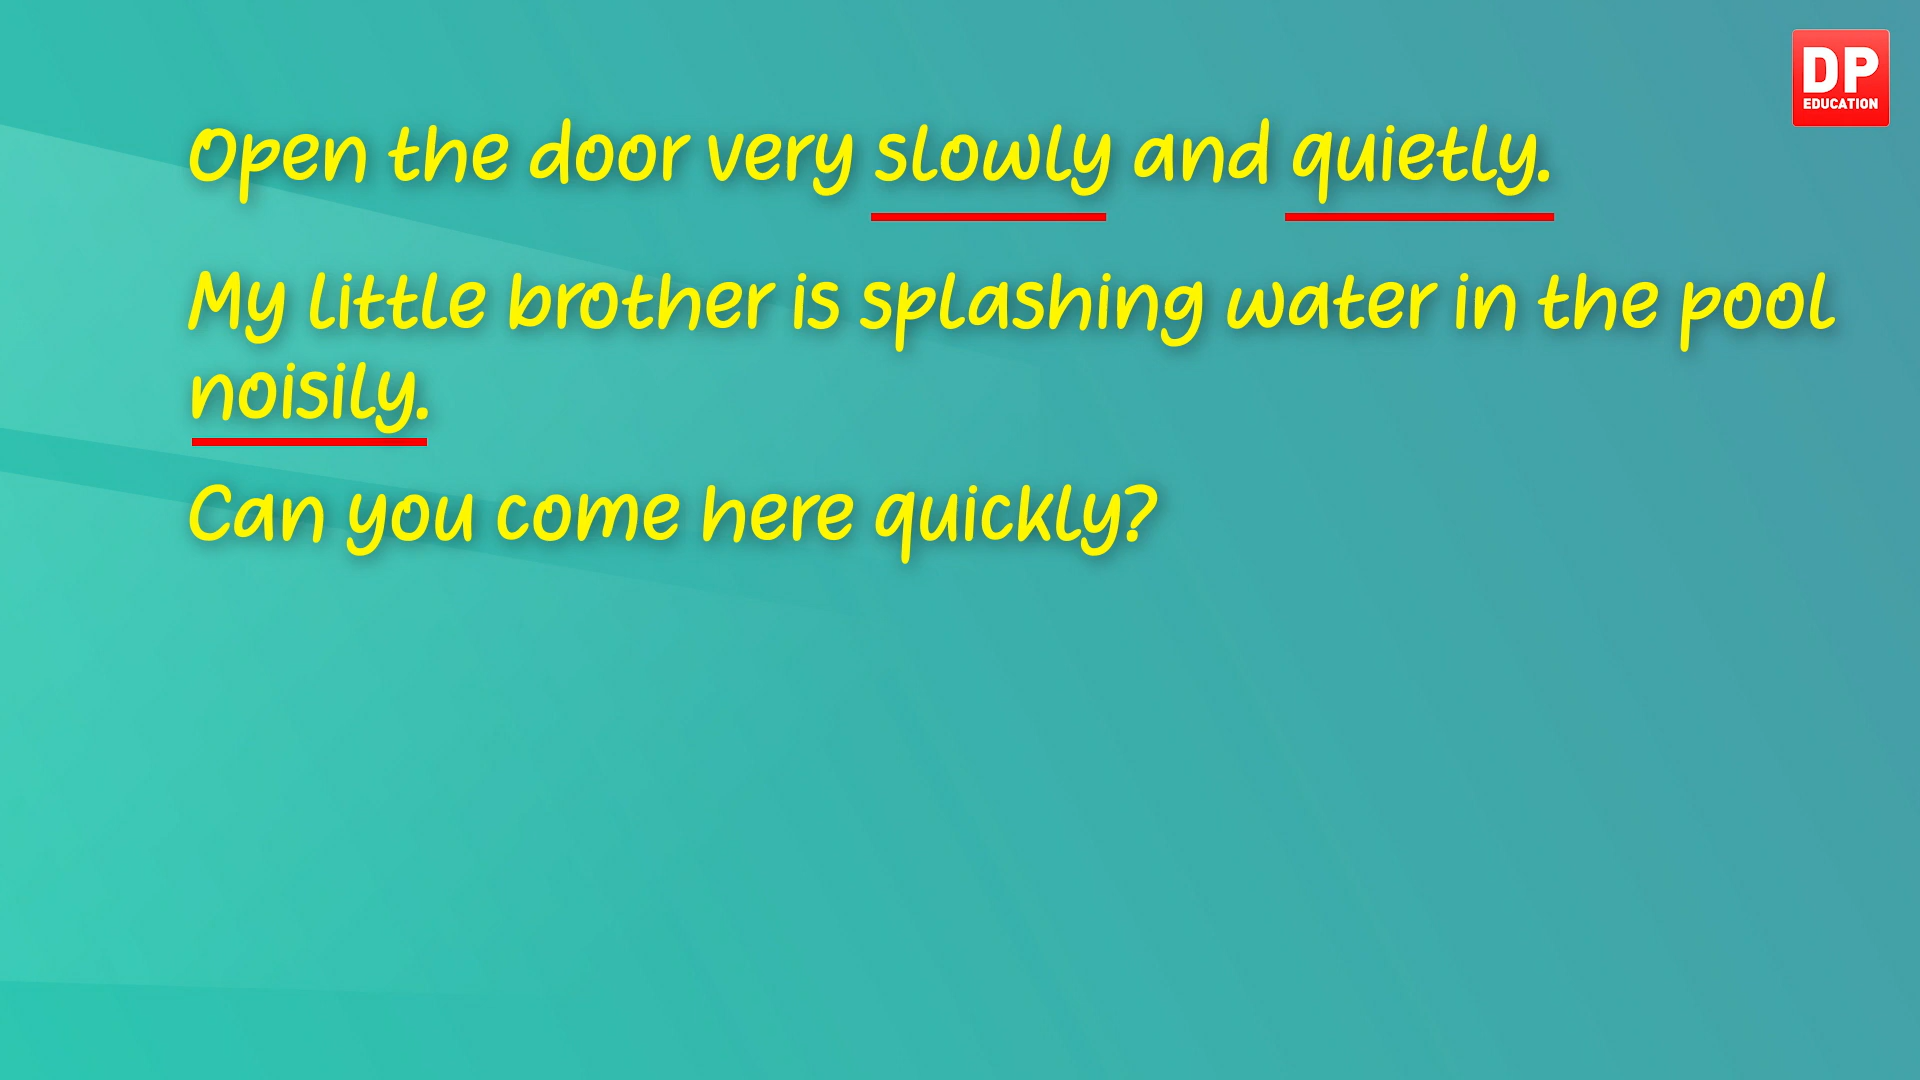 DP
EDUCATION
Open the door very slowly and quietly.
My little brother is splashing water in the pool
noisily.
Can you come here quickly?